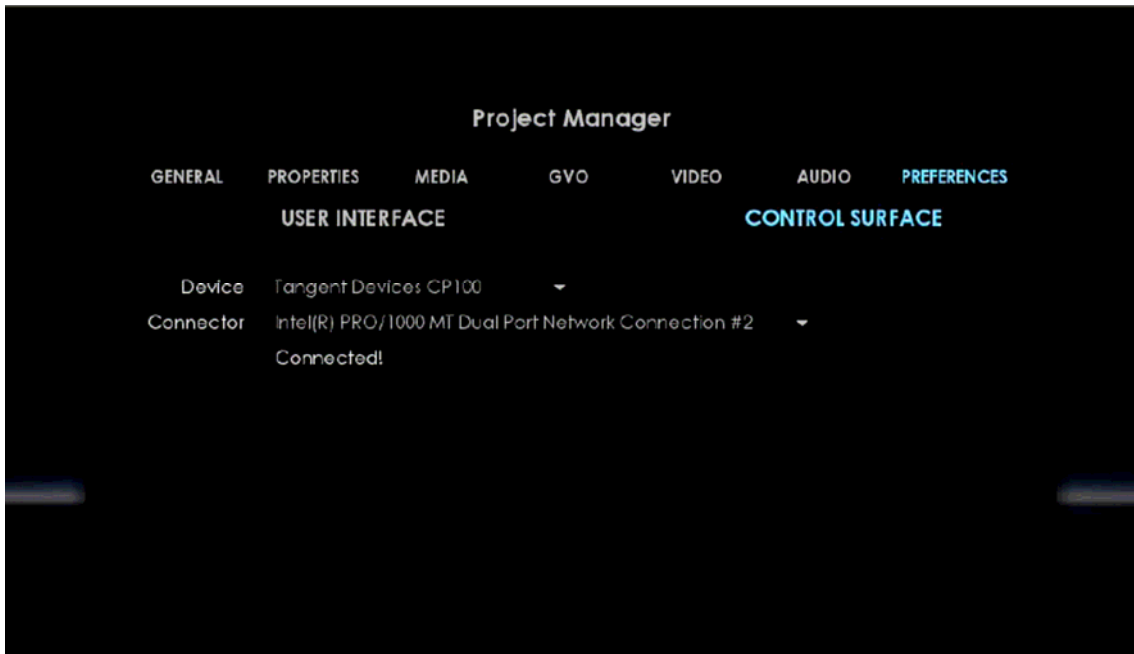 Project Manager
GENERAL PROPERTIES MEDIA GVO VIDEO AUDIO PREFERENCES
USER INTERFACE CONTROL SURFACE
Device Tangent Devices CP100
Connector Intel(R) PRO/1000 MT Dual Port Network Connection #2
Connected!